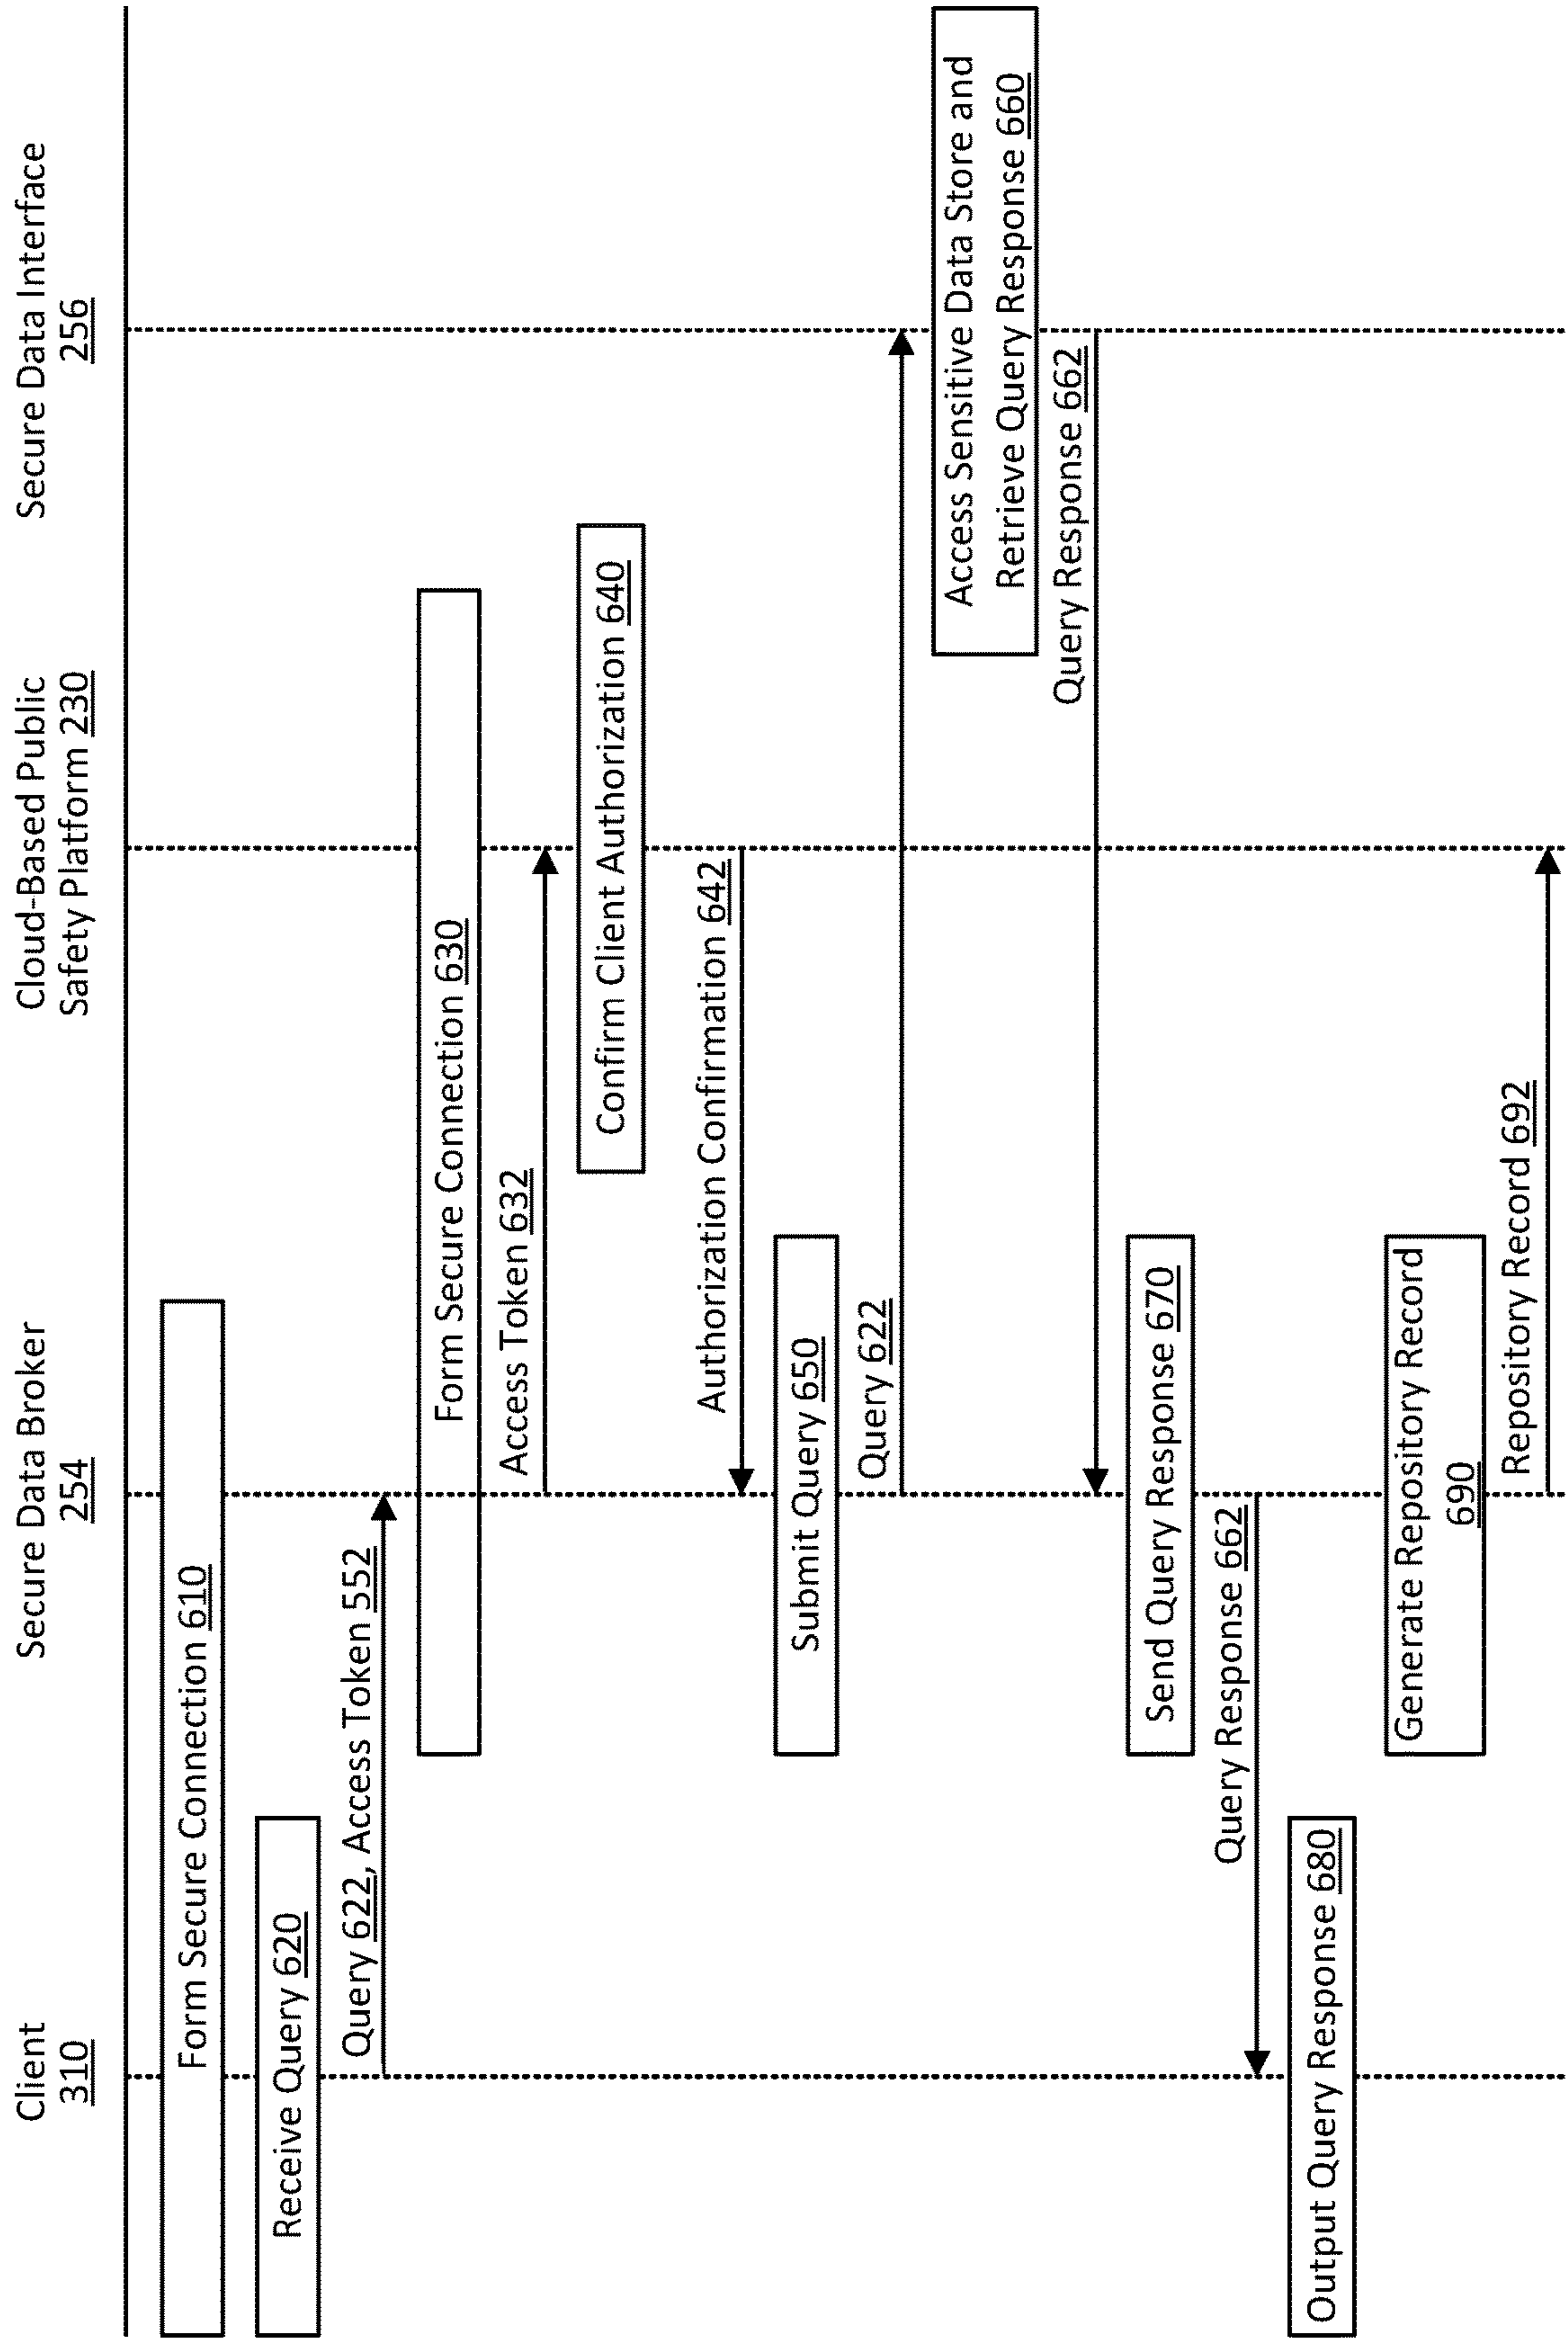 Client
310
Secure Data Broker
254
Cloud-Based Public
Safety Platform 230
Secure Data Interface
256
Form Secure Connection 610
Receive Query 620
Query 622, Access Token 552
Form Secure Connection 630
Access Token 632
Confirm Client Authorization 640
Authorization Confirmation 642
Submit Query 650
Query 622
Access Sensitive Data Store and
Retrieve Query Response 660
Query Response 662
Send Query Response 670
Query Response 662
Output Query Response 680
Generate Repository Record
690
Repository Record 692